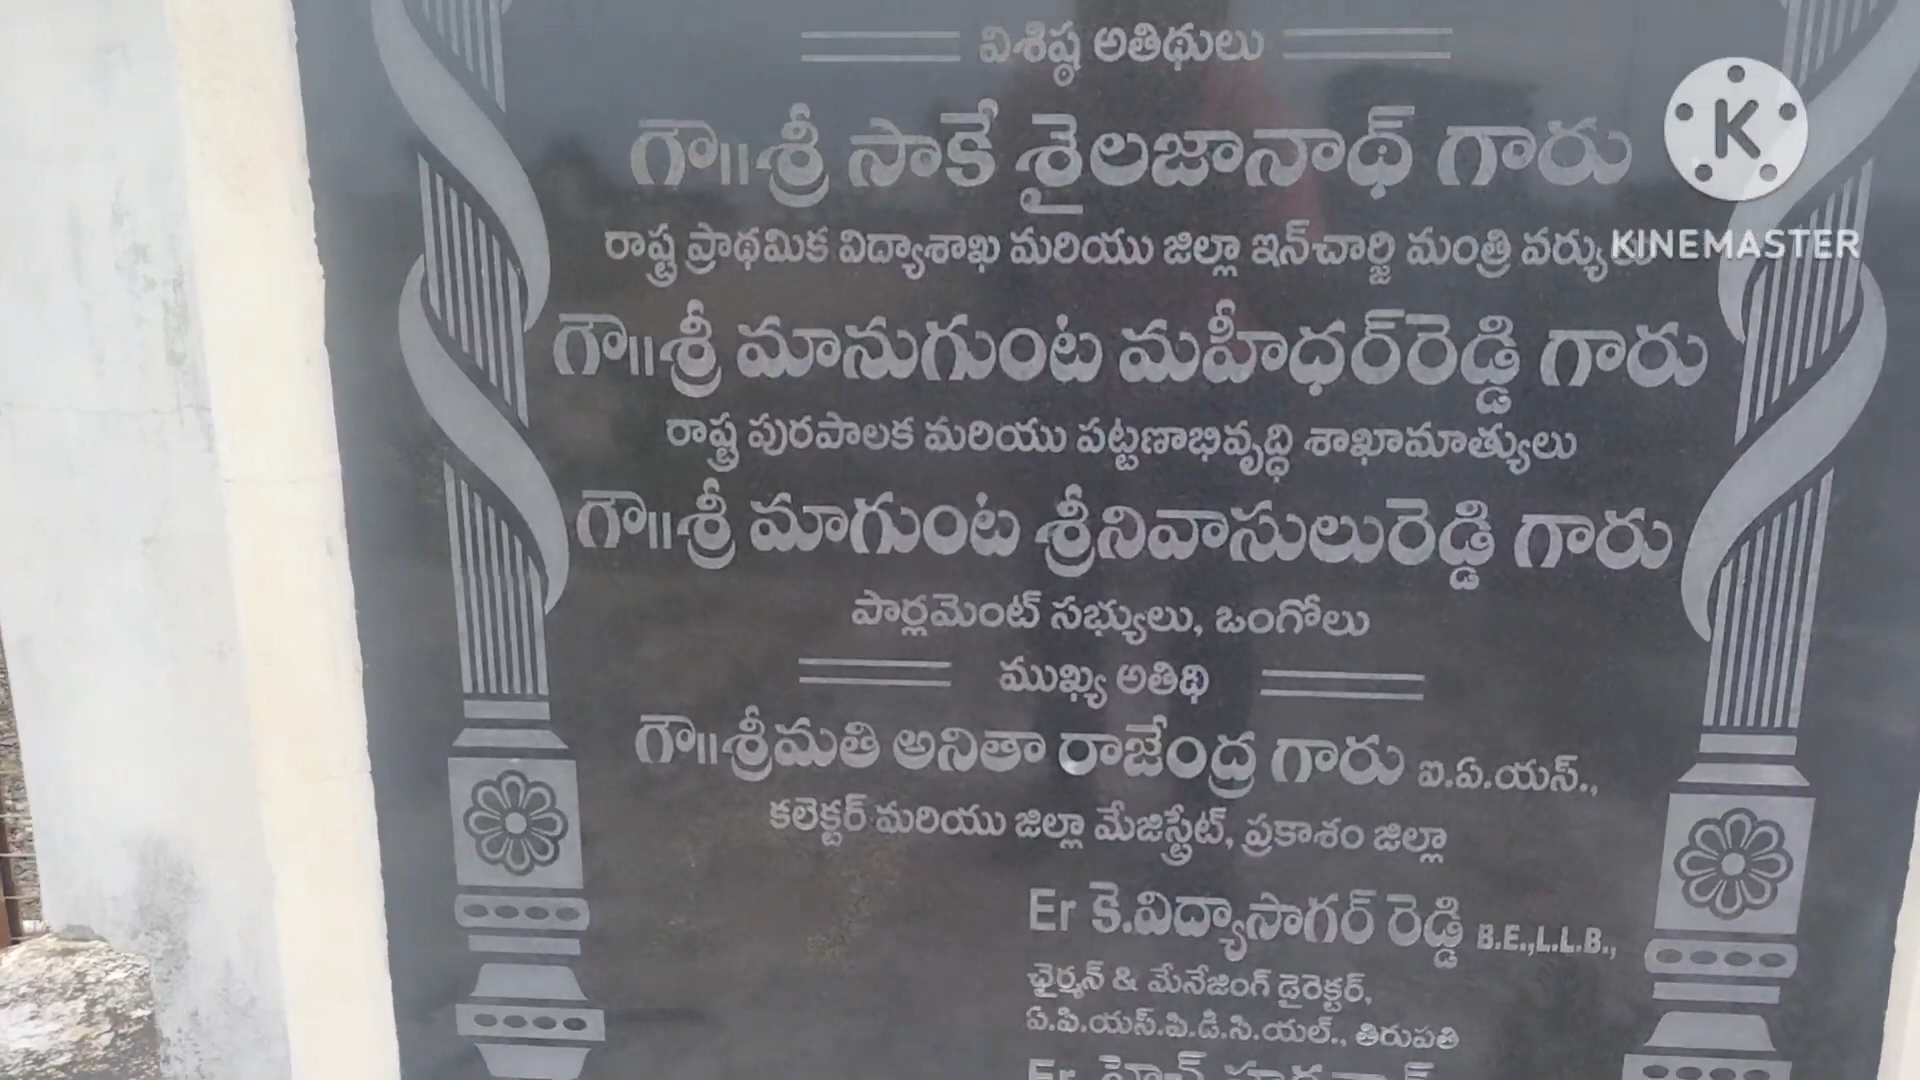 విశిష్ఠ అతిథులు
గౌ॥శ్రీ సాకే శైలజానాథ్ గారు
రాష్ట్ర ప్రాథమిక విద్యాశాఖ మరియు జిల్లా ఇన్‌చార్జి మంత్రి
గౌ॥శ్రీ మానుగుంట మహీధర్‌రెడ్డి గారు
రాష్ట్ర పురపాలక మరియు పట్టణాభివృద్ధి శాఖామాత్యులు
గౌ॥శ్రీ మాగుంట శ్రీనివాసులురెడ్డి గారు
పార్లమెంట్ సభ్యులు, ఒంగోలు
ముఖ్య అతిథి
గౌ॥శ్రీమతి అనితా రాజేంద్ర గారు ఐ.ఏ.యస్.,
కలెక్టర్ మరియు జిల్లా మేజిస్ట్రేట్, ప్రకాశం జిల్లా
Er కె.విద్యాసాగర్ రెడ్డి B.E.,L.L.B.,
ఛైర్మన్ & మేనేజింగ్ డైరెక్టర్,
ఏ.పి.యస్.పి.డి.సి.యల్., తిరుపతి
Er
K
KINEMASTER